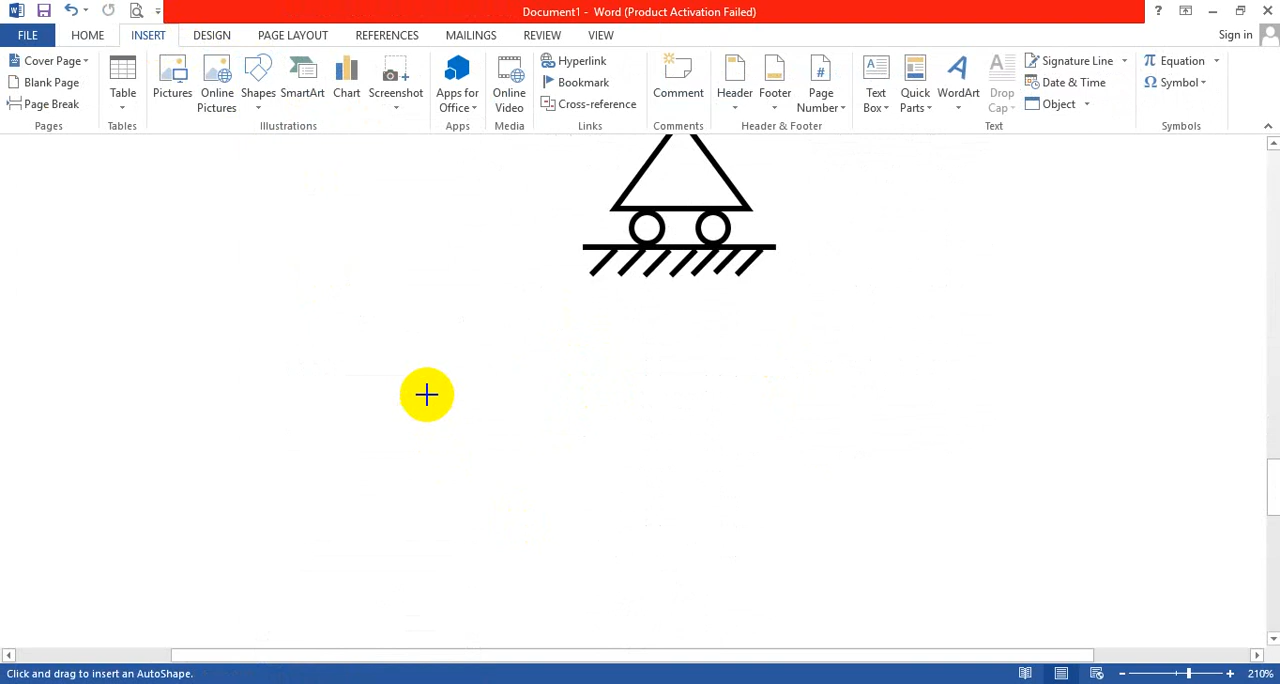 Document1 - Word (Product Activation Failed)
FILE HOME INSERT DESIGN PAGE LAYOUT REFERENCES MAILINGS REVIEW VIEW Sign in
Cover Page
Blank Page
Page Break
Pages
Table
Tables
Pictures
Online Pictures
Shapes
SmartArt
Chart
Screenshot
Illustrations
Apps for Office
Apps
Online Video
Media
Hyperlink
Bookmark
Cross-reference
Links
Comment
Comments
Header
Footer
Page Number
Header & Footer
Text Box
Quick Parts
WordArt
Drop Cap
Signature Line
Date & Time
Object
Text
Equation
Symbol
Symbols
Click and drag to insert an AutoShape.
210%